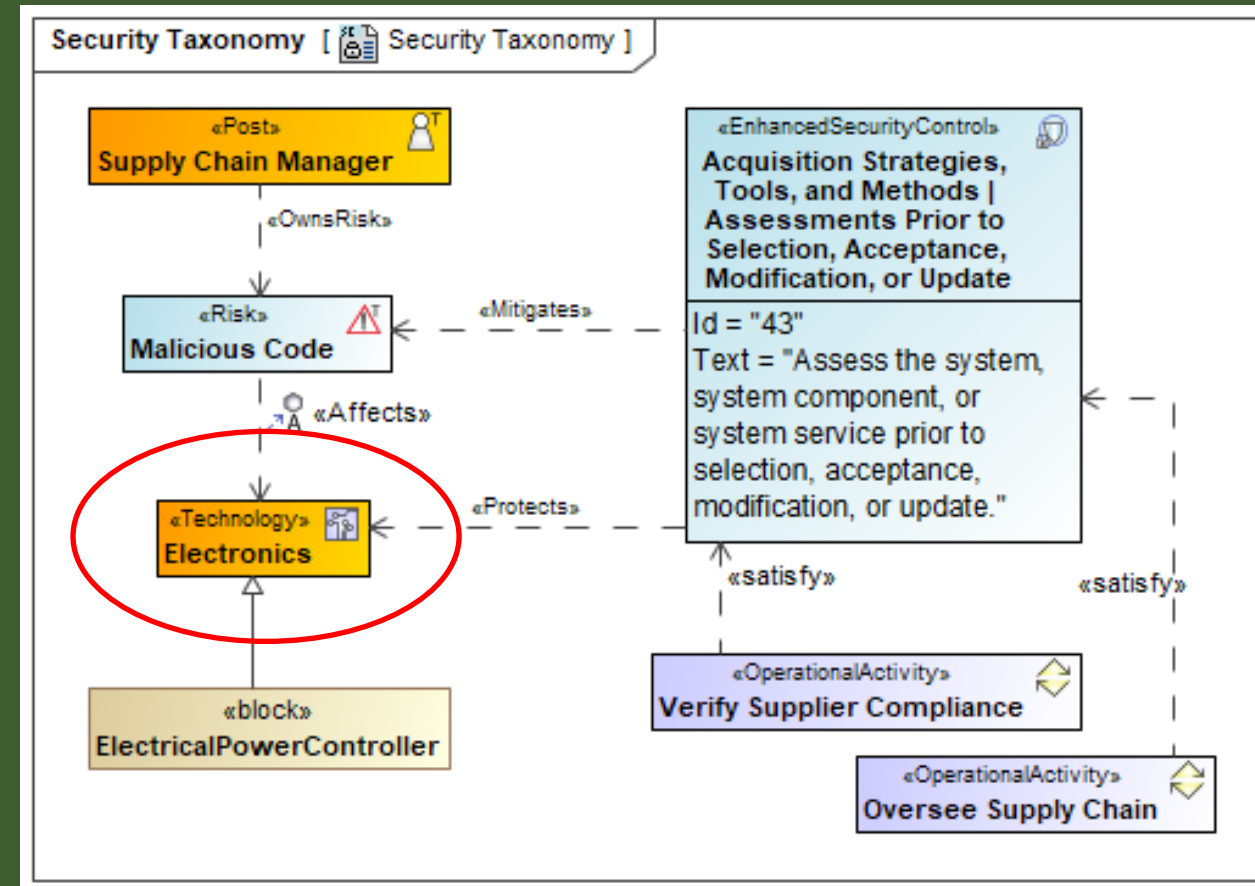 Security Taxonomy [ Security Taxonomy ]
«Post»
Supply Chain Manager
«OwnsRisk»
«Risk»
Malicious Code
«Mitigates»
«Affects»
«Technology»
Electronics
«Protects»
«block»
ElectricalPowerController
«EnhancedSecurityControl»
Acquisition Strategies,
Tools, and Methods |
Assessments Prior to
Selection, Acceptance,
Modification, or Update
Id = "43"
Text = "Assess the system,
system component, or
system service prior to
selection, acceptance,
modification, or update."
«satisfy»
«satisfy»
«OperationalActivity»
Verify Supplier Compliance
«OperationalActivity»
Oversee Supply Chain